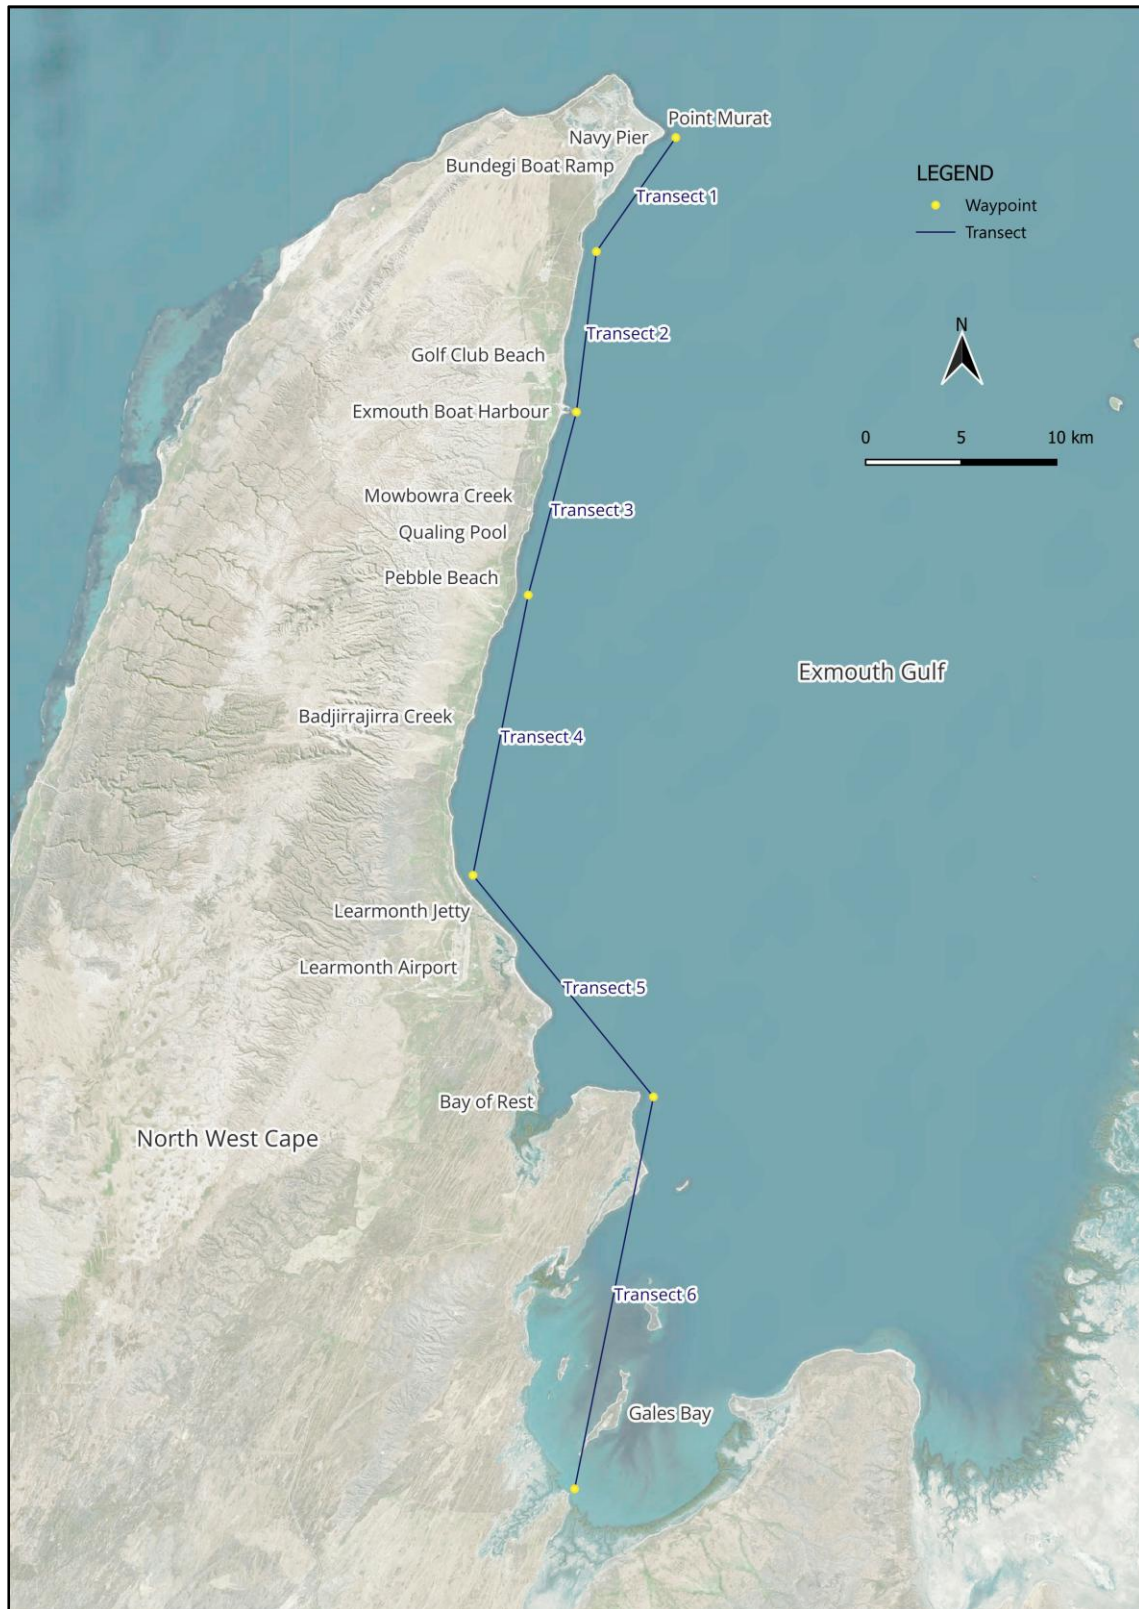 Point Murat
Navy Pier
Bundegi Boat Ramp
Transect 1
LEGEND
Waypoint
Transect
Transect 2
N
Golf Club Beach
Exmouth Boat Harbour
0 5 10 km
Mowbowra Creek
Transect 3
Qualing Pool
Pebble Beach
Exmouth Gulf
Badjirrajirra Creek
Transect 4
Learmonth Jetty
Learmonth Airport
Transect 5
Bay of Rest
North West Cape
Transect 6
Gales Bay